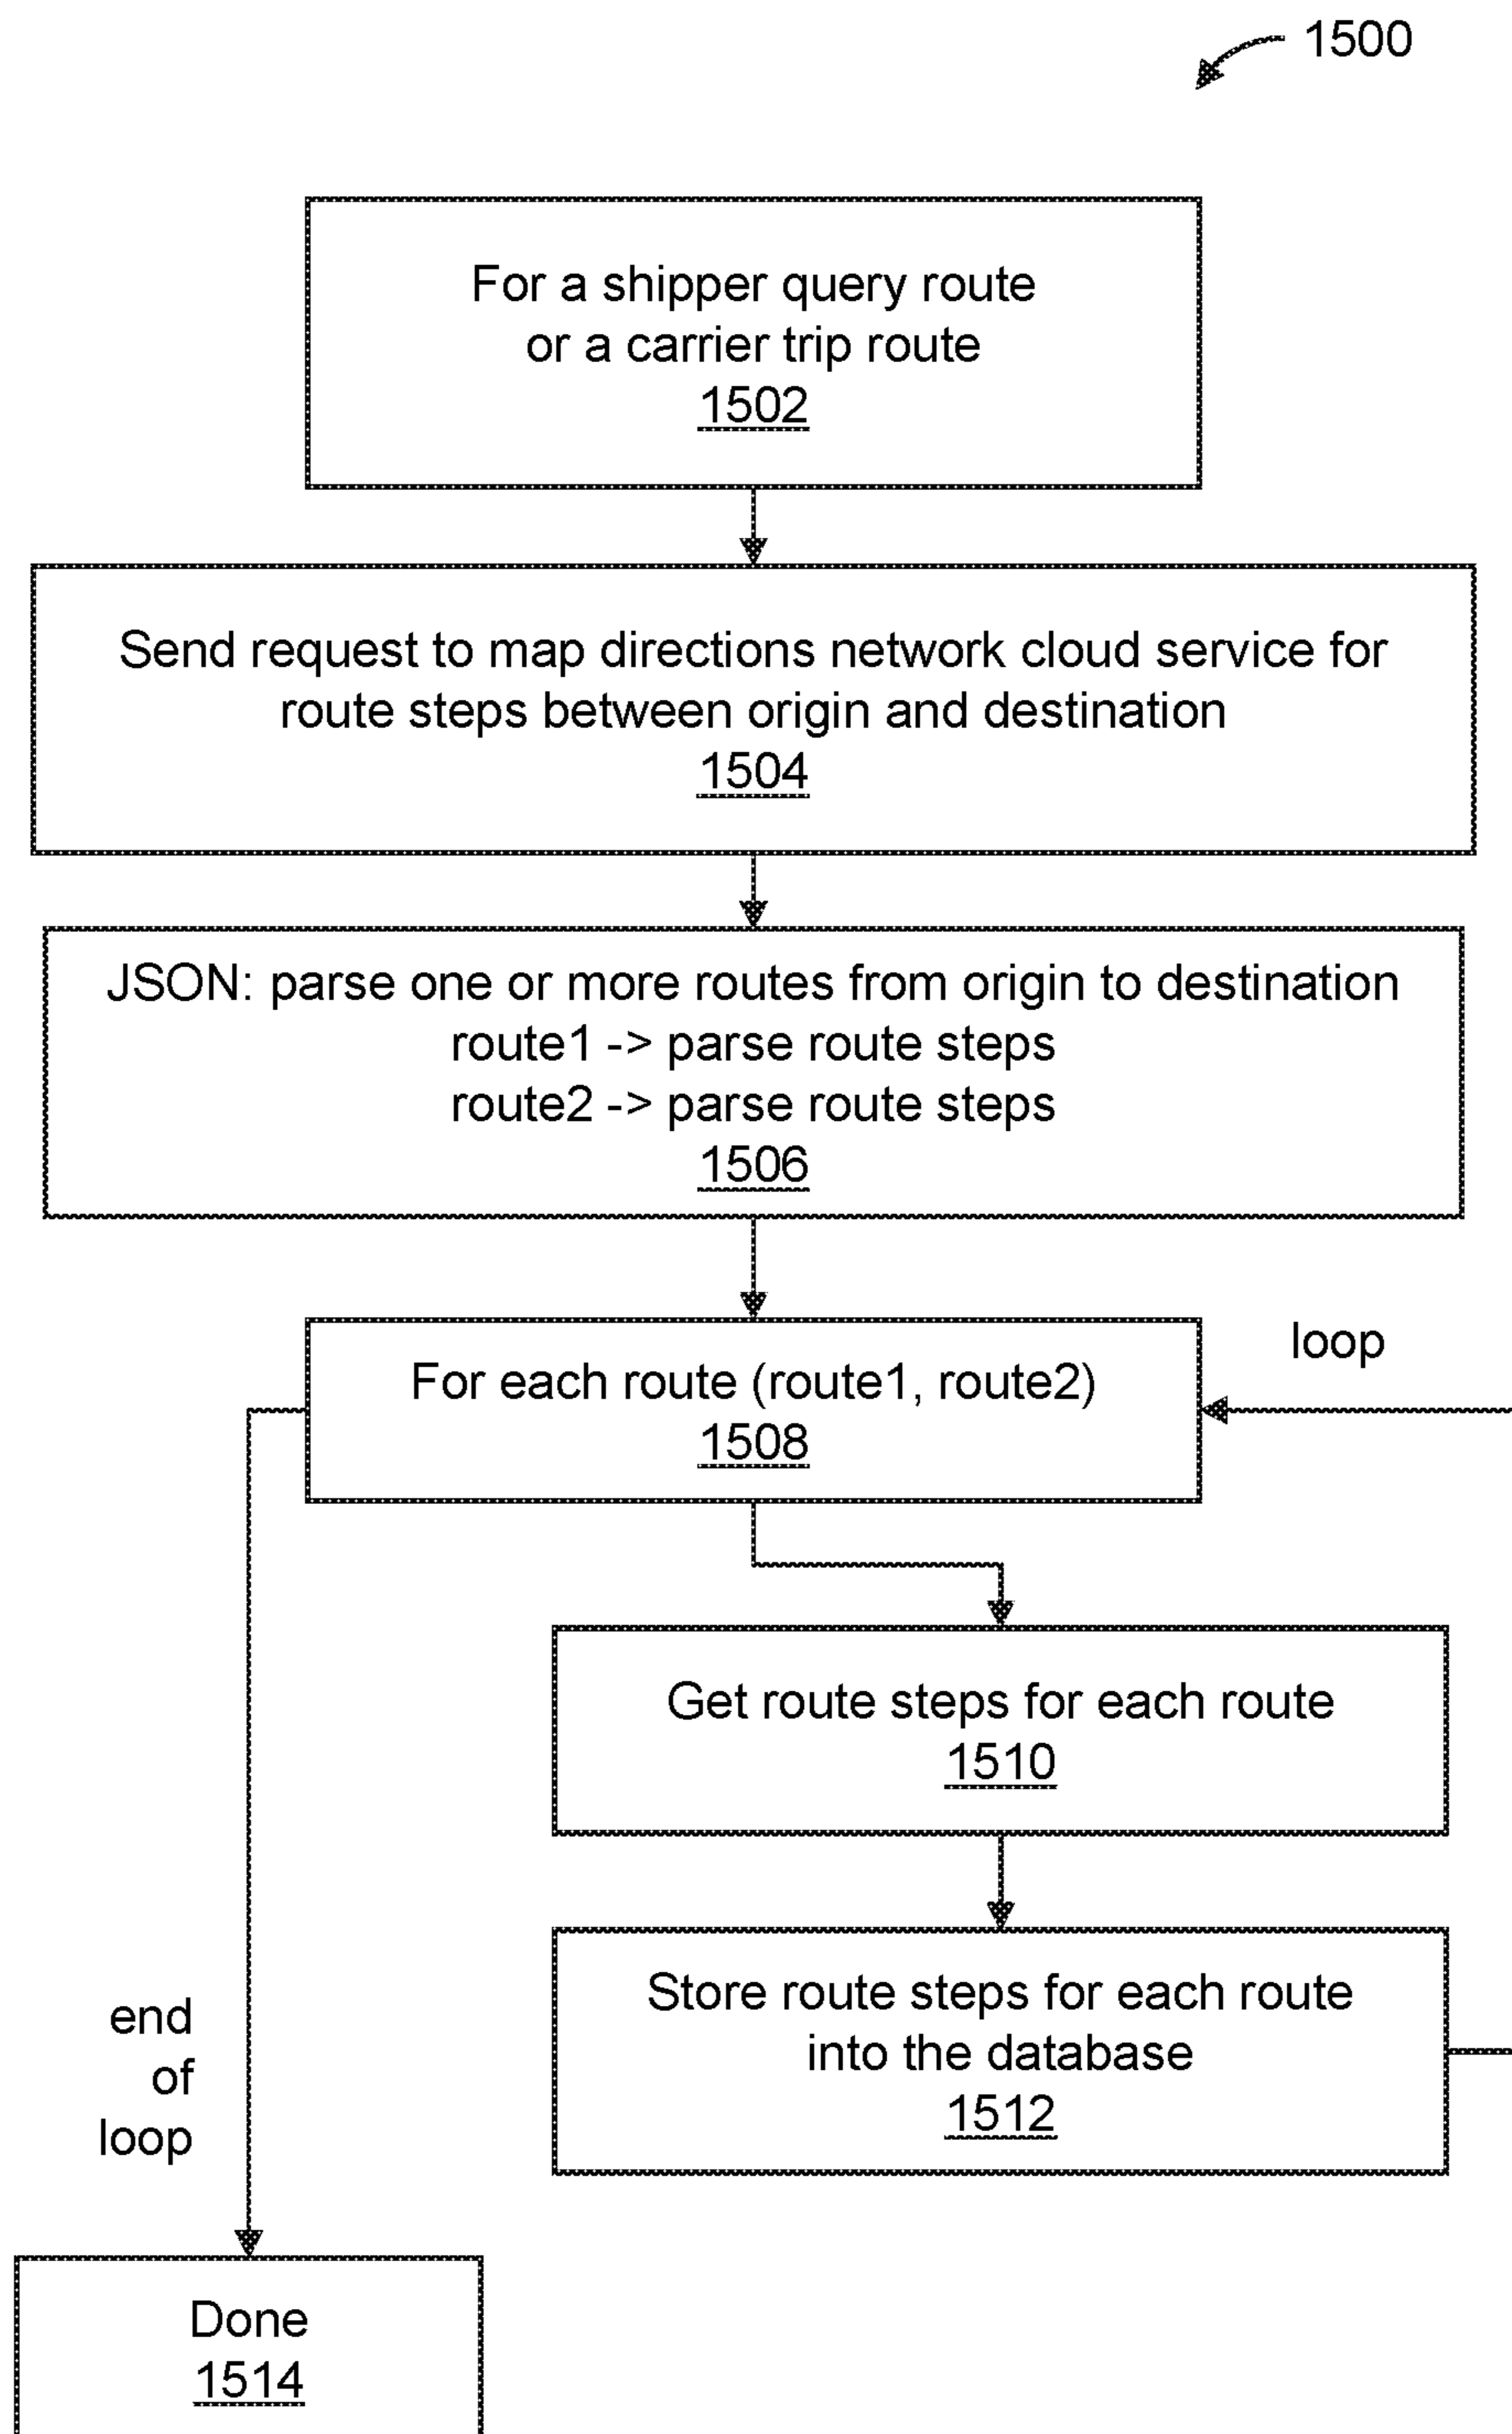 1500
For a shipper query route
or a carrier trip route
1502
Send request to map directions network cloud service for
route steps between origin and destination
1504
JSON: parse one or more routes from origin to destination
route1 -> parse route steps
route2 -> parse route steps
1506
loop
For each route (route1, route2)
1508
Get route steps for each route
1510
Store route steps for each route
into the database
1512
end
of
loop
Done
1514